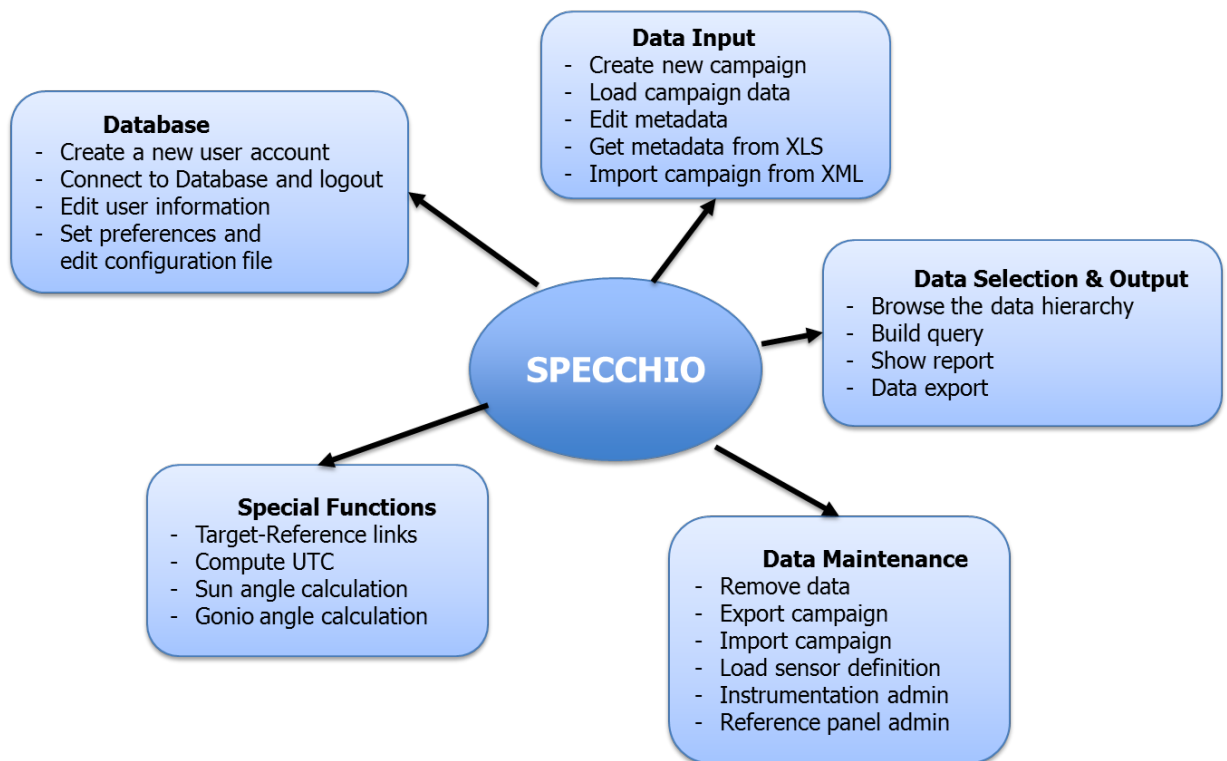 Data Input
- Create new campaign
- Load campaign data
- Edit metadata
- Get metadata from XLS
- Import campaign from XML
Database
- Create a new user account
- Connect to Database and logout
- Edit user information
- Set preferences and
edit configuration file
Data Selection & Output
- Browse the data hierarchy
- Build query
- Show report
- Data export
SPECCHIO
Special Functions
- Target-Reference links
- Compute UTC
- Sun angle calculation
- Gonio angle calculation
Data Maintenance
- Remove data
- Export campaign
- Import campaign
- Load sensor definition
- Instrumentation admin
- Reference panel admin